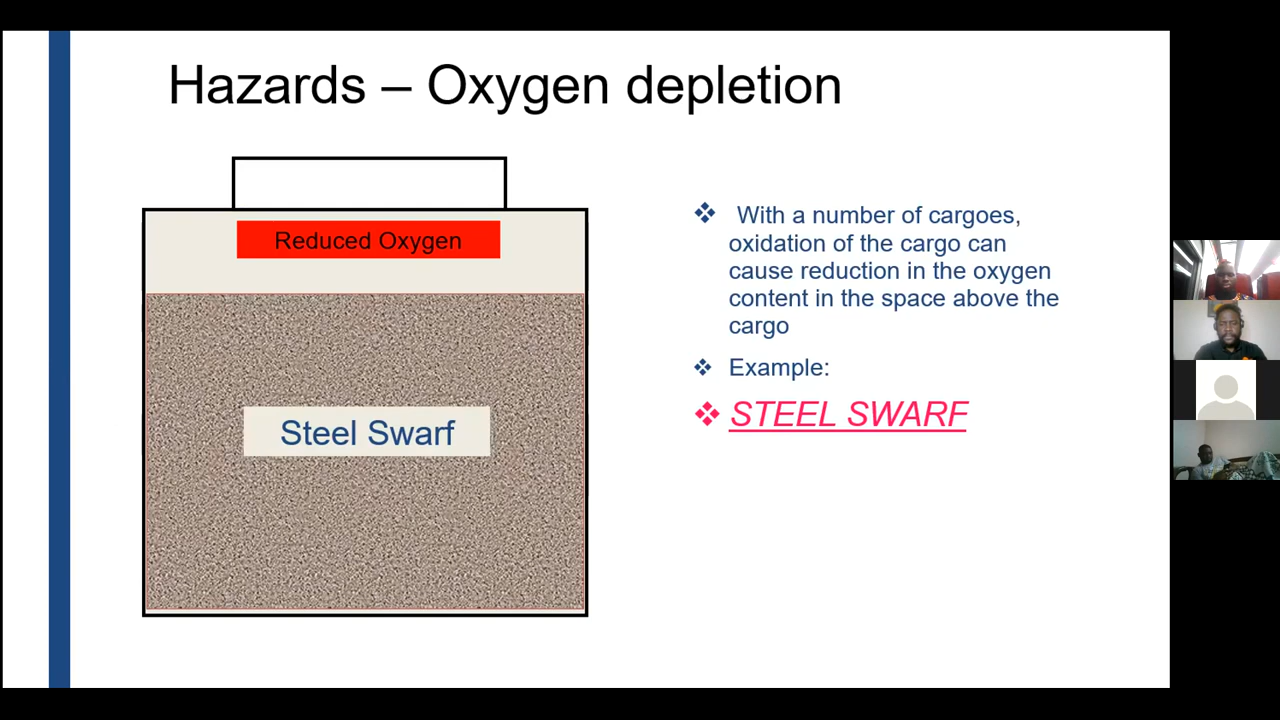 Hazards – Oxygen depletion
Reduced Oxygen
Steel Swarf
❖ With a number of cargoes,
oxidation of the cargo can
cause reduction in the oxygen
content in the space above the
cargo
❖ Example:
❖ STEEL SWARF